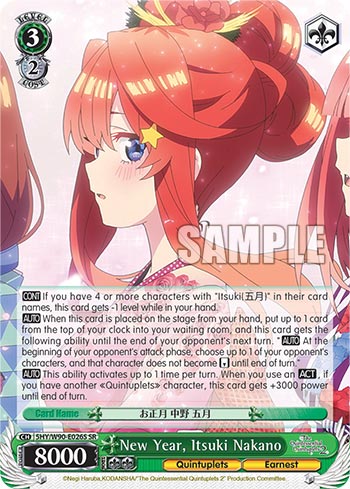 LEVEL
3
2
COST
SAMPLE
CONT If you have 4 or more characters with "Itsuki(五月)" in their card
names, this card gets -1 level while in your hand.
AUTO When this card is placed on the stage from your hand, put up to 1 card
from the top of your clock into your waiting room, and this card gets the
following ability until the end of your opponent's next turn. "AUTO At the
beginning of your opponent's attack phase, choose up to 1 of your opponent's
characters, and that character does not become until end of turn."
AUTO This ability activates up to 1 time per turn. When you use an ACT, if
you have another «Quintuplets» character, this card gets +3000 power
until end of turn.
Card Name お正月 中野 五月
CH 5HY/W90-E026S SR
New Year, Itsuki Nakano
8000
Quintuplets
Earnest
©Negi Haruba,KODANSHA/"The Quintessential Quintuplets 2" Production Committee.